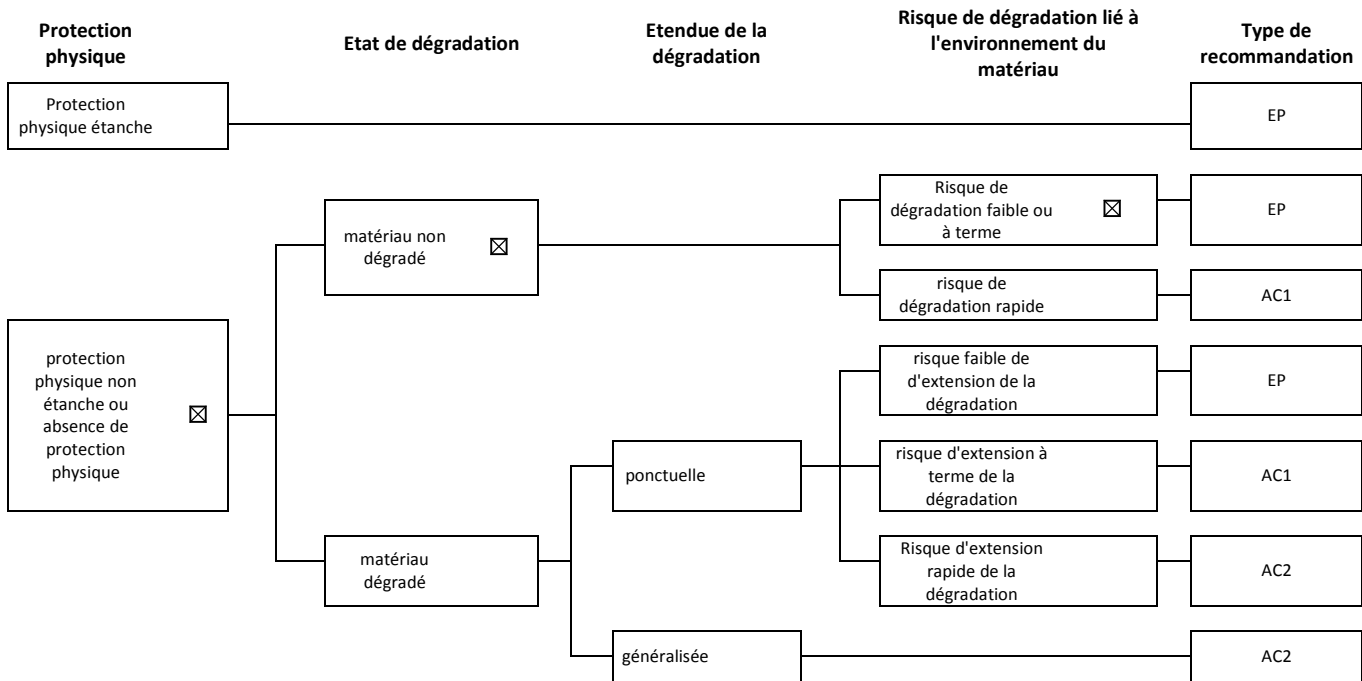 Protection
physique
Etat de dégradation
Etendue de la
dégradation
Risque de dégradation lié à
l'environnement du
matériau
Type de
recommandation
Protection
physique étanche
EP
Risque de
dégradation faible ou
à terme
EP
matériau non
dégradé
risque de
dégradation rapide
AC1
protection
physique non
étanche ou
absence de
protection
physique
risque faible de
d'extension de la
dégradation
EP
ponctuelle
risque d'extension à
terme de la
dégradation
AC1
matériau
dégradé
Risque d'extension
rapide de la
dégradation
AC2
généralisée
AC2